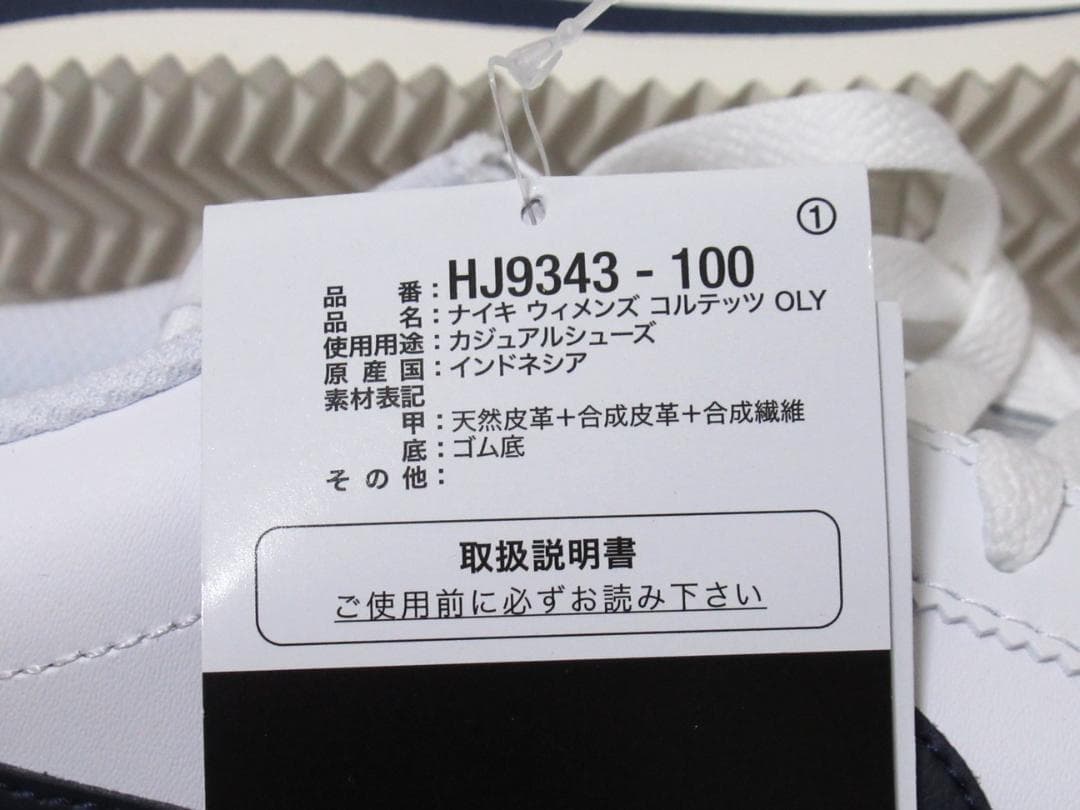 ①
品番:HJ9343-100
品名:ナイキ ウィメンズ コルテッツ OLY
使用用途:カジュアルシューズ
原産国:インドネシア
素材表記
甲:天然皮革+合成皮革+合成繊維
底:ゴム底
その他:
取扱説明書
ご使用前に必ずお読み下さい